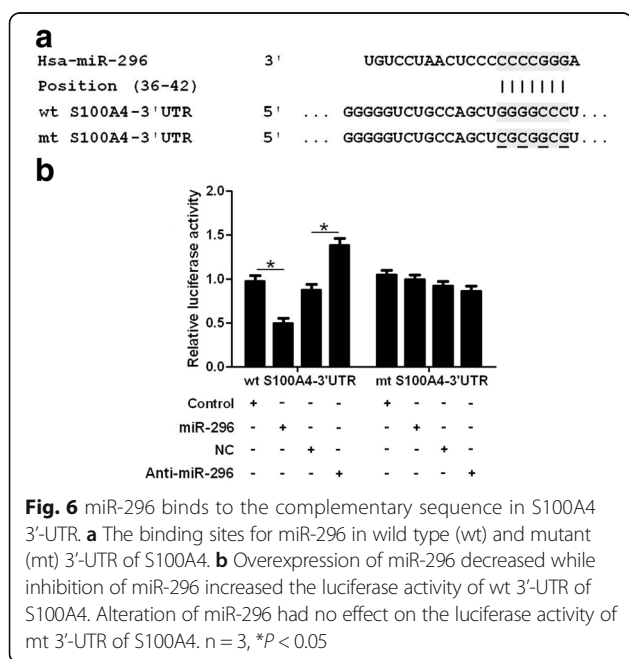 a
Hsa-miR-296 3' UGUCCUAACUCCCCCCCGGGA
Position (36-42) |||||||
wt S100A4-3'UTR 5' ... GGGGGUCUGCCAGCUGGGGCCCU...
mt S100A4-3'UTR 5' ... GGGGGUCUGCCAGCUCGCGGCGU...
b
Relative luciferase activity
2.0
1.5
1.0
0.5
0.0
* *
wt S100A4-3'UTR mt S100A4-3'UTR
Control + - - - + - - -
miR-296 - + - - - + - -
NC - - + - - - + -
Anti-miR-296 - - - + - - - +
Fig. 6 miR-296 binds to the complementary sequence in S100A4
3′-UTR. a The binding sites for miR-296 in wild type (wt) and mutant
(mt) 3′-UTR of S100A4. b Overexpression of miR-296 decreased while
inhibition of miR-296 increased the luciferase activity of wt 3′-UTR of
S100A4. Alteration of miR-296 had no effect on the luciferase activity of
mt 3′-UTR of S100A4. n = 3, *P < 0.05